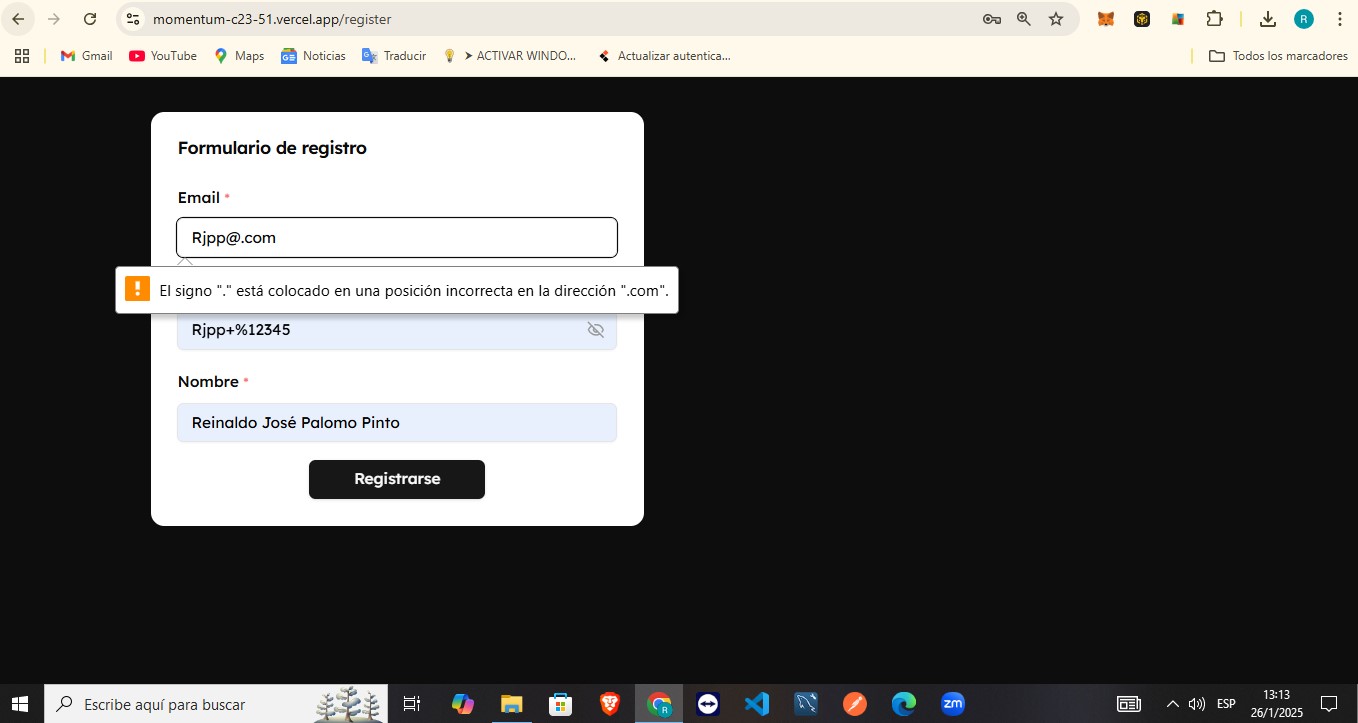 momentum-c23-51.vercel.app/register
R
Gmail
YouTube
Maps
Noticias
Traducir
➤ ACTIVAR WINDO...
Actualizar autentica...
Todos los marcadores
Formulario de registro
Email *
Rjpp@.com
El signo "." está colocado en una posición incorrecta en la dirección ".com".
Rjpp+%12345
Nombre *
Reinaldo José Palomo Pinto
Registrarse
Escribe aquí para buscar
R
zm
ESP
13:13
26/1/2025